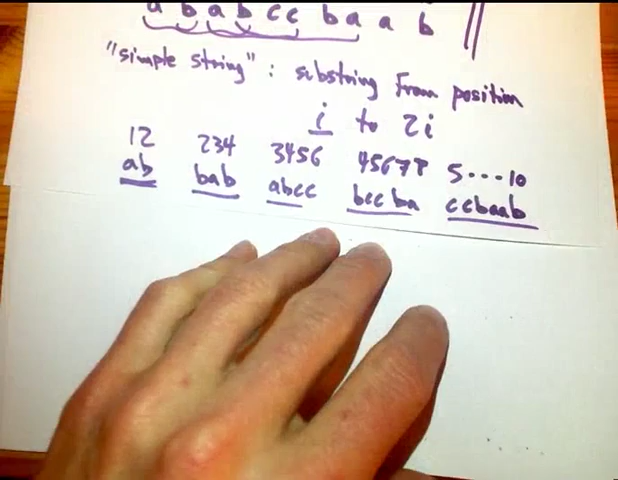 a b a b c c b a a b
"simple string" : substring From position
i to 2i
12 234 3456 45678 5...10
ab bab abcc bccba ccbaab